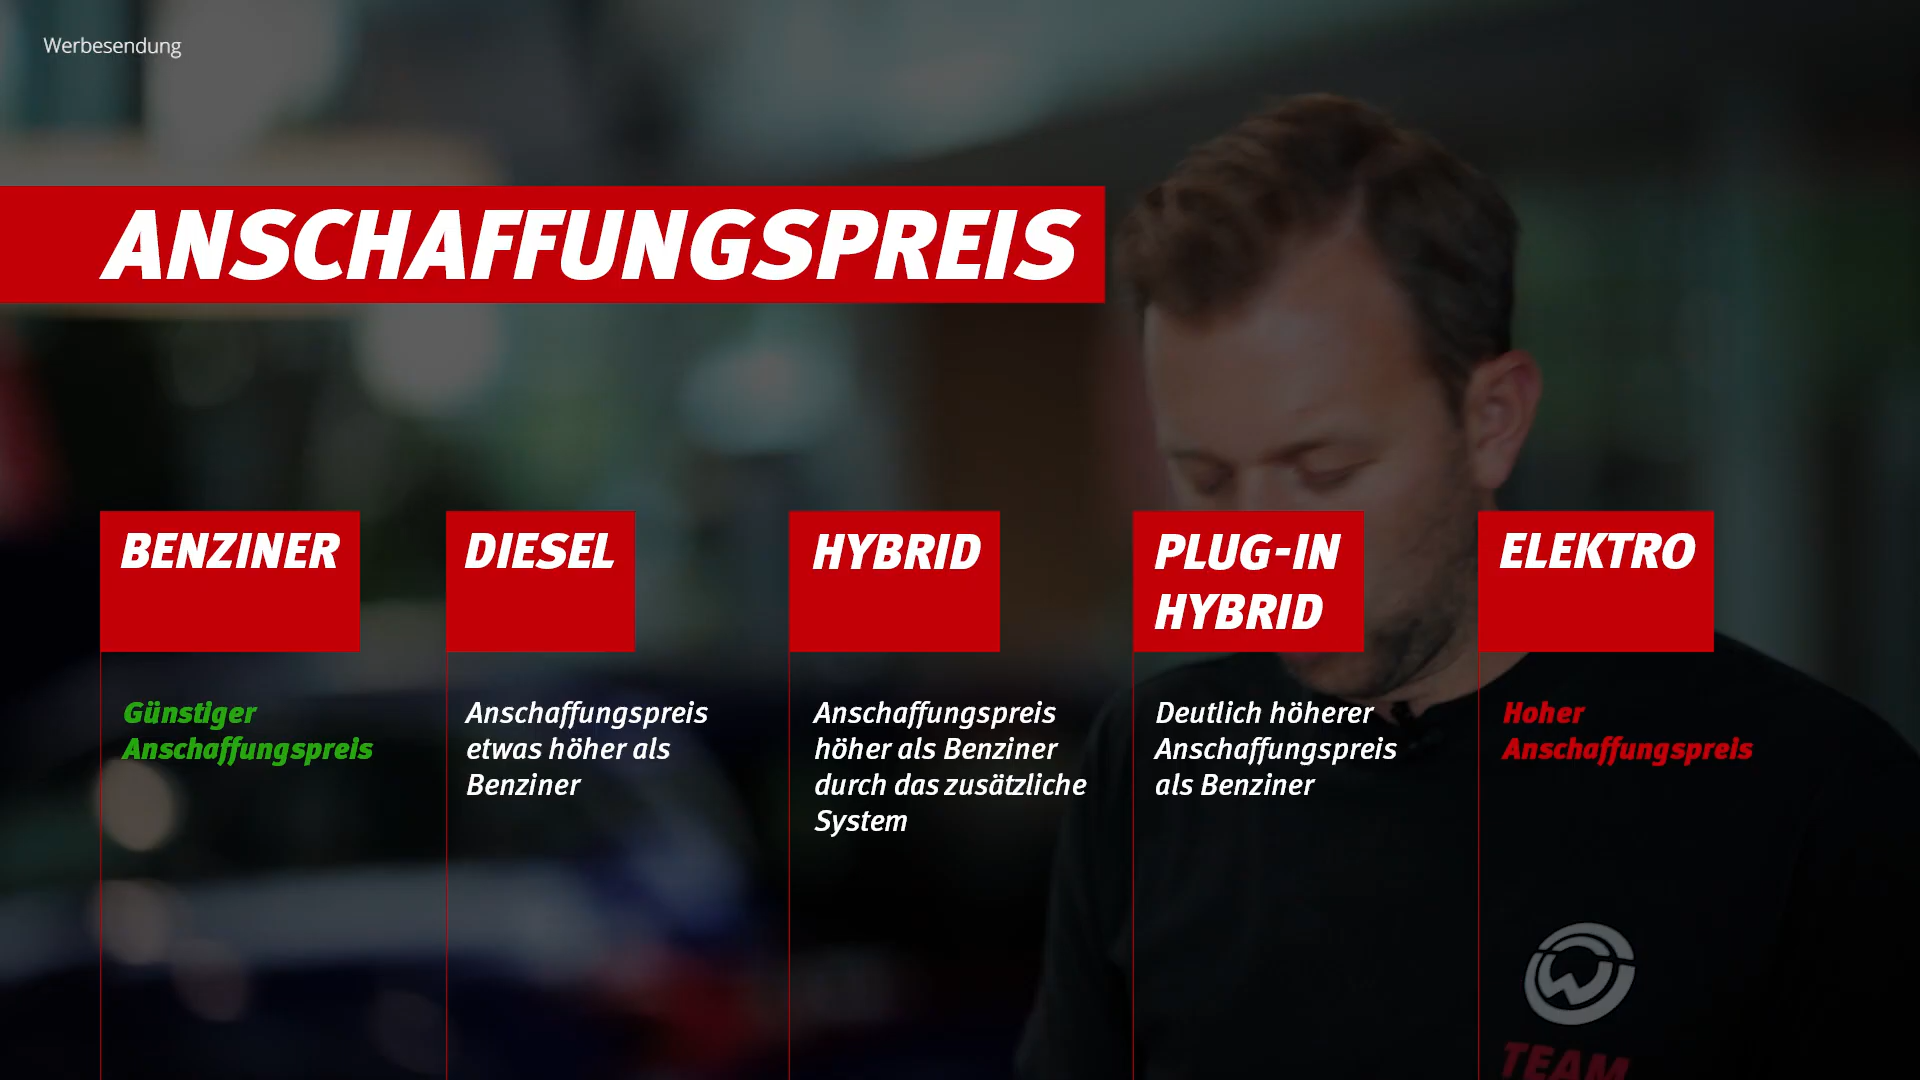 Werbesendung
ANSCHAFFUNGSPREIS
BENZINER
Günstiger
Anschaffungspreis
DIESEL
Anschaffungspreis
etwas höher als
Benziner
HYBRID
Anschaffungspreis
höher als Benziner
durch das zusätzliche
System
PLUG-IN
HYBRID
Deutlich höherer
Anschaffungspreis
als Benziner
ELEKTRO
Hoher
Anschaffungspreis
TEAM